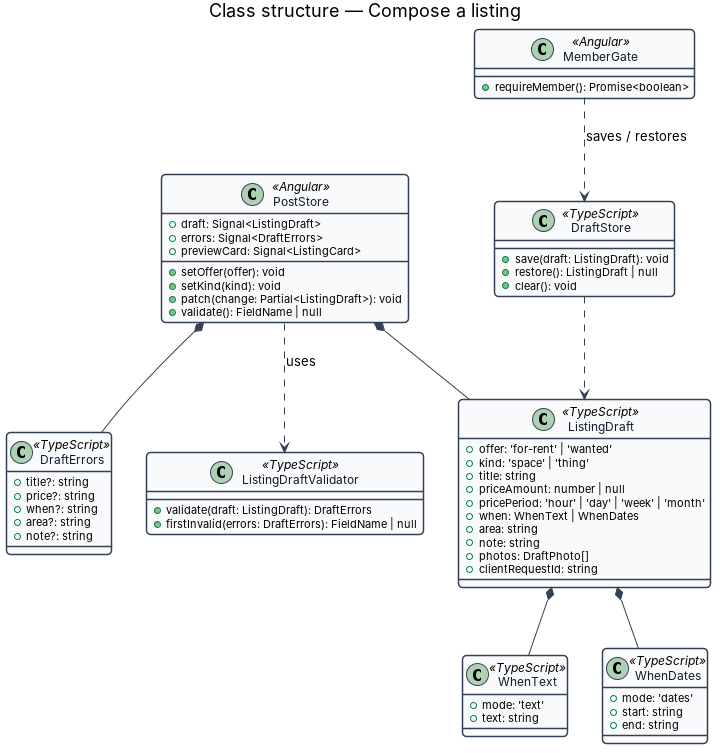 Class structure — Compose a listing
C
«Angular»
MemberGate
requireMember(): Promise<boolean>
saves / restores
C
«Angular»
PostStore
draft: Signal<ListingDraft>
errors: Signal<DraftErrors>
previewCard: Signal<ListingCard>
setOffer(offer): void
setKind(kind): void
patch(change: Partial<ListingDraft>): void
validate(): FieldName | null
C
«TypeScript»
DraftStore
save(draft: ListingDraft): void
restore(): ListingDraft | null
clear(): void
uses
C
«TypeScript»
DraftErrors
title?: string
price?: string
when?: string
area?: string
note?: string
C
«TypeScript»
ListingDraftValidator
validate(draft: ListingDraft): DraftErrors
firstInvalid(errors: DraftErrors): FieldName | null
C
«TypeScript»
ListingDraft
offer: 'for-rent' | 'wanted'
kind: 'space' | 'thing'
title: string
priceAmount: number | null
pricePeriod: 'hour' | 'day' | 'week' | 'month'
when: WhenText | WhenDates
area: string
note: string
photos: DraftPhoto[]
clientRequestId: string
C
«TypeScript»
WhenText
mode: 'text'
text: string
C
«TypeScript»
WhenDates
mode: 'dates'
start: string
end: string